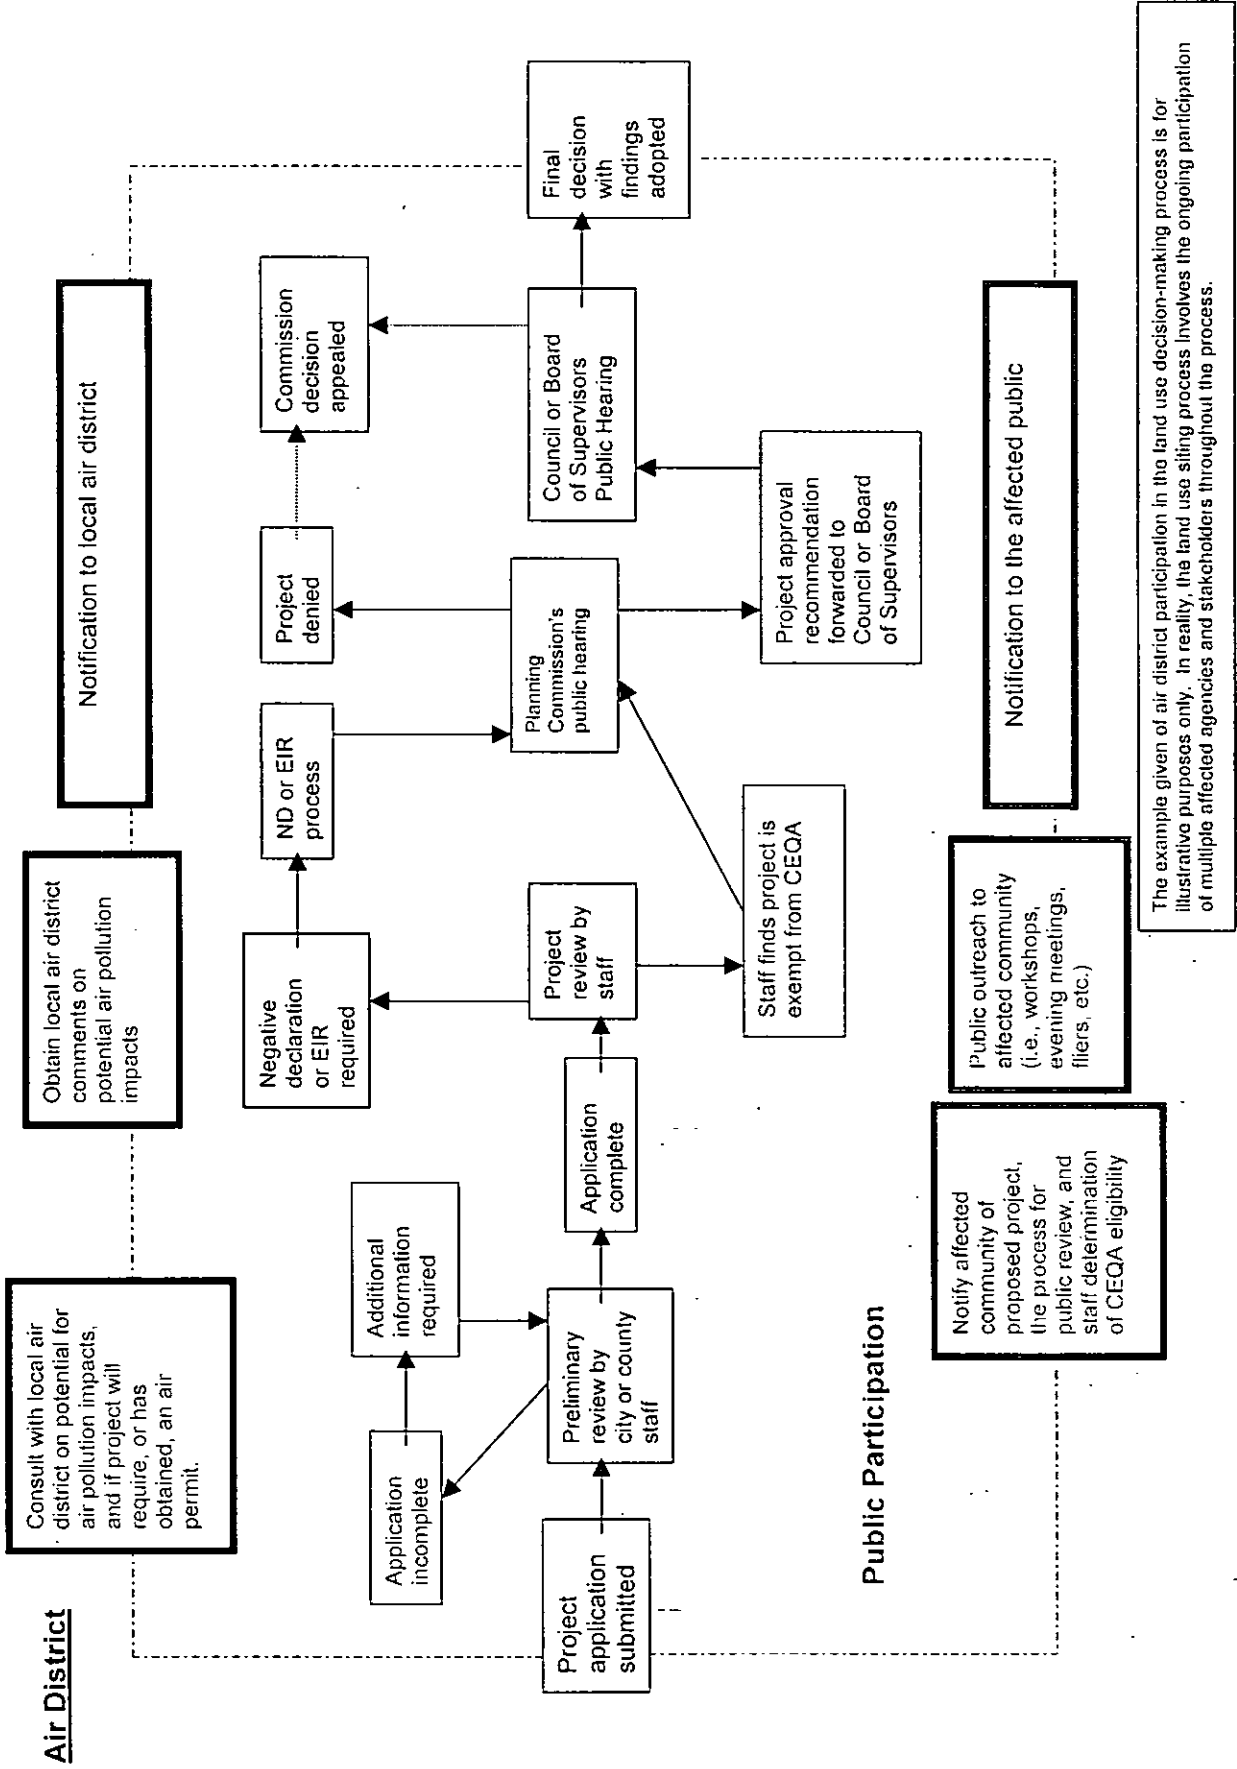 Air District
Consult with local air
district on potential for
air pollution impacts,
and if project will
require, or has
obtained, an air
permit.
Obtain local air district
comments on
potential air pollution
impacts
Notification to local air district
Application
incomplete
Additional
information
required
Negative
declaration
or EIR
required
ND or EIR
process
Project
denied
Commission
decision
appealed
Project
application
submitted
Preliminary
review by
city or county
staff
Application
complete
Project
review by
staff
Planning
Commission's
public hearing
Council or Board
of Supervisors
Public Hearing
Final
decision
with
findings
adopted
Staff finds project is
exempt from CEQA
Project approval
recommendation
forwarded to
Council or Board
of Supervisors
Public Participation
Notify affected
community of
proposed project,
the process for
public review, and
staff determination
of CEQA eligibility
Public outreach to
affected community
(i.e., workshops,
evening meetings,
fliers, etc.)
Notification to the affected public
The example given of air district participation in the land use decision-making process is for
illustrative purposes only. In reality, the land use siting process involves the ongoing participation
of multiple affected agencies and stakeholders throughout the process.